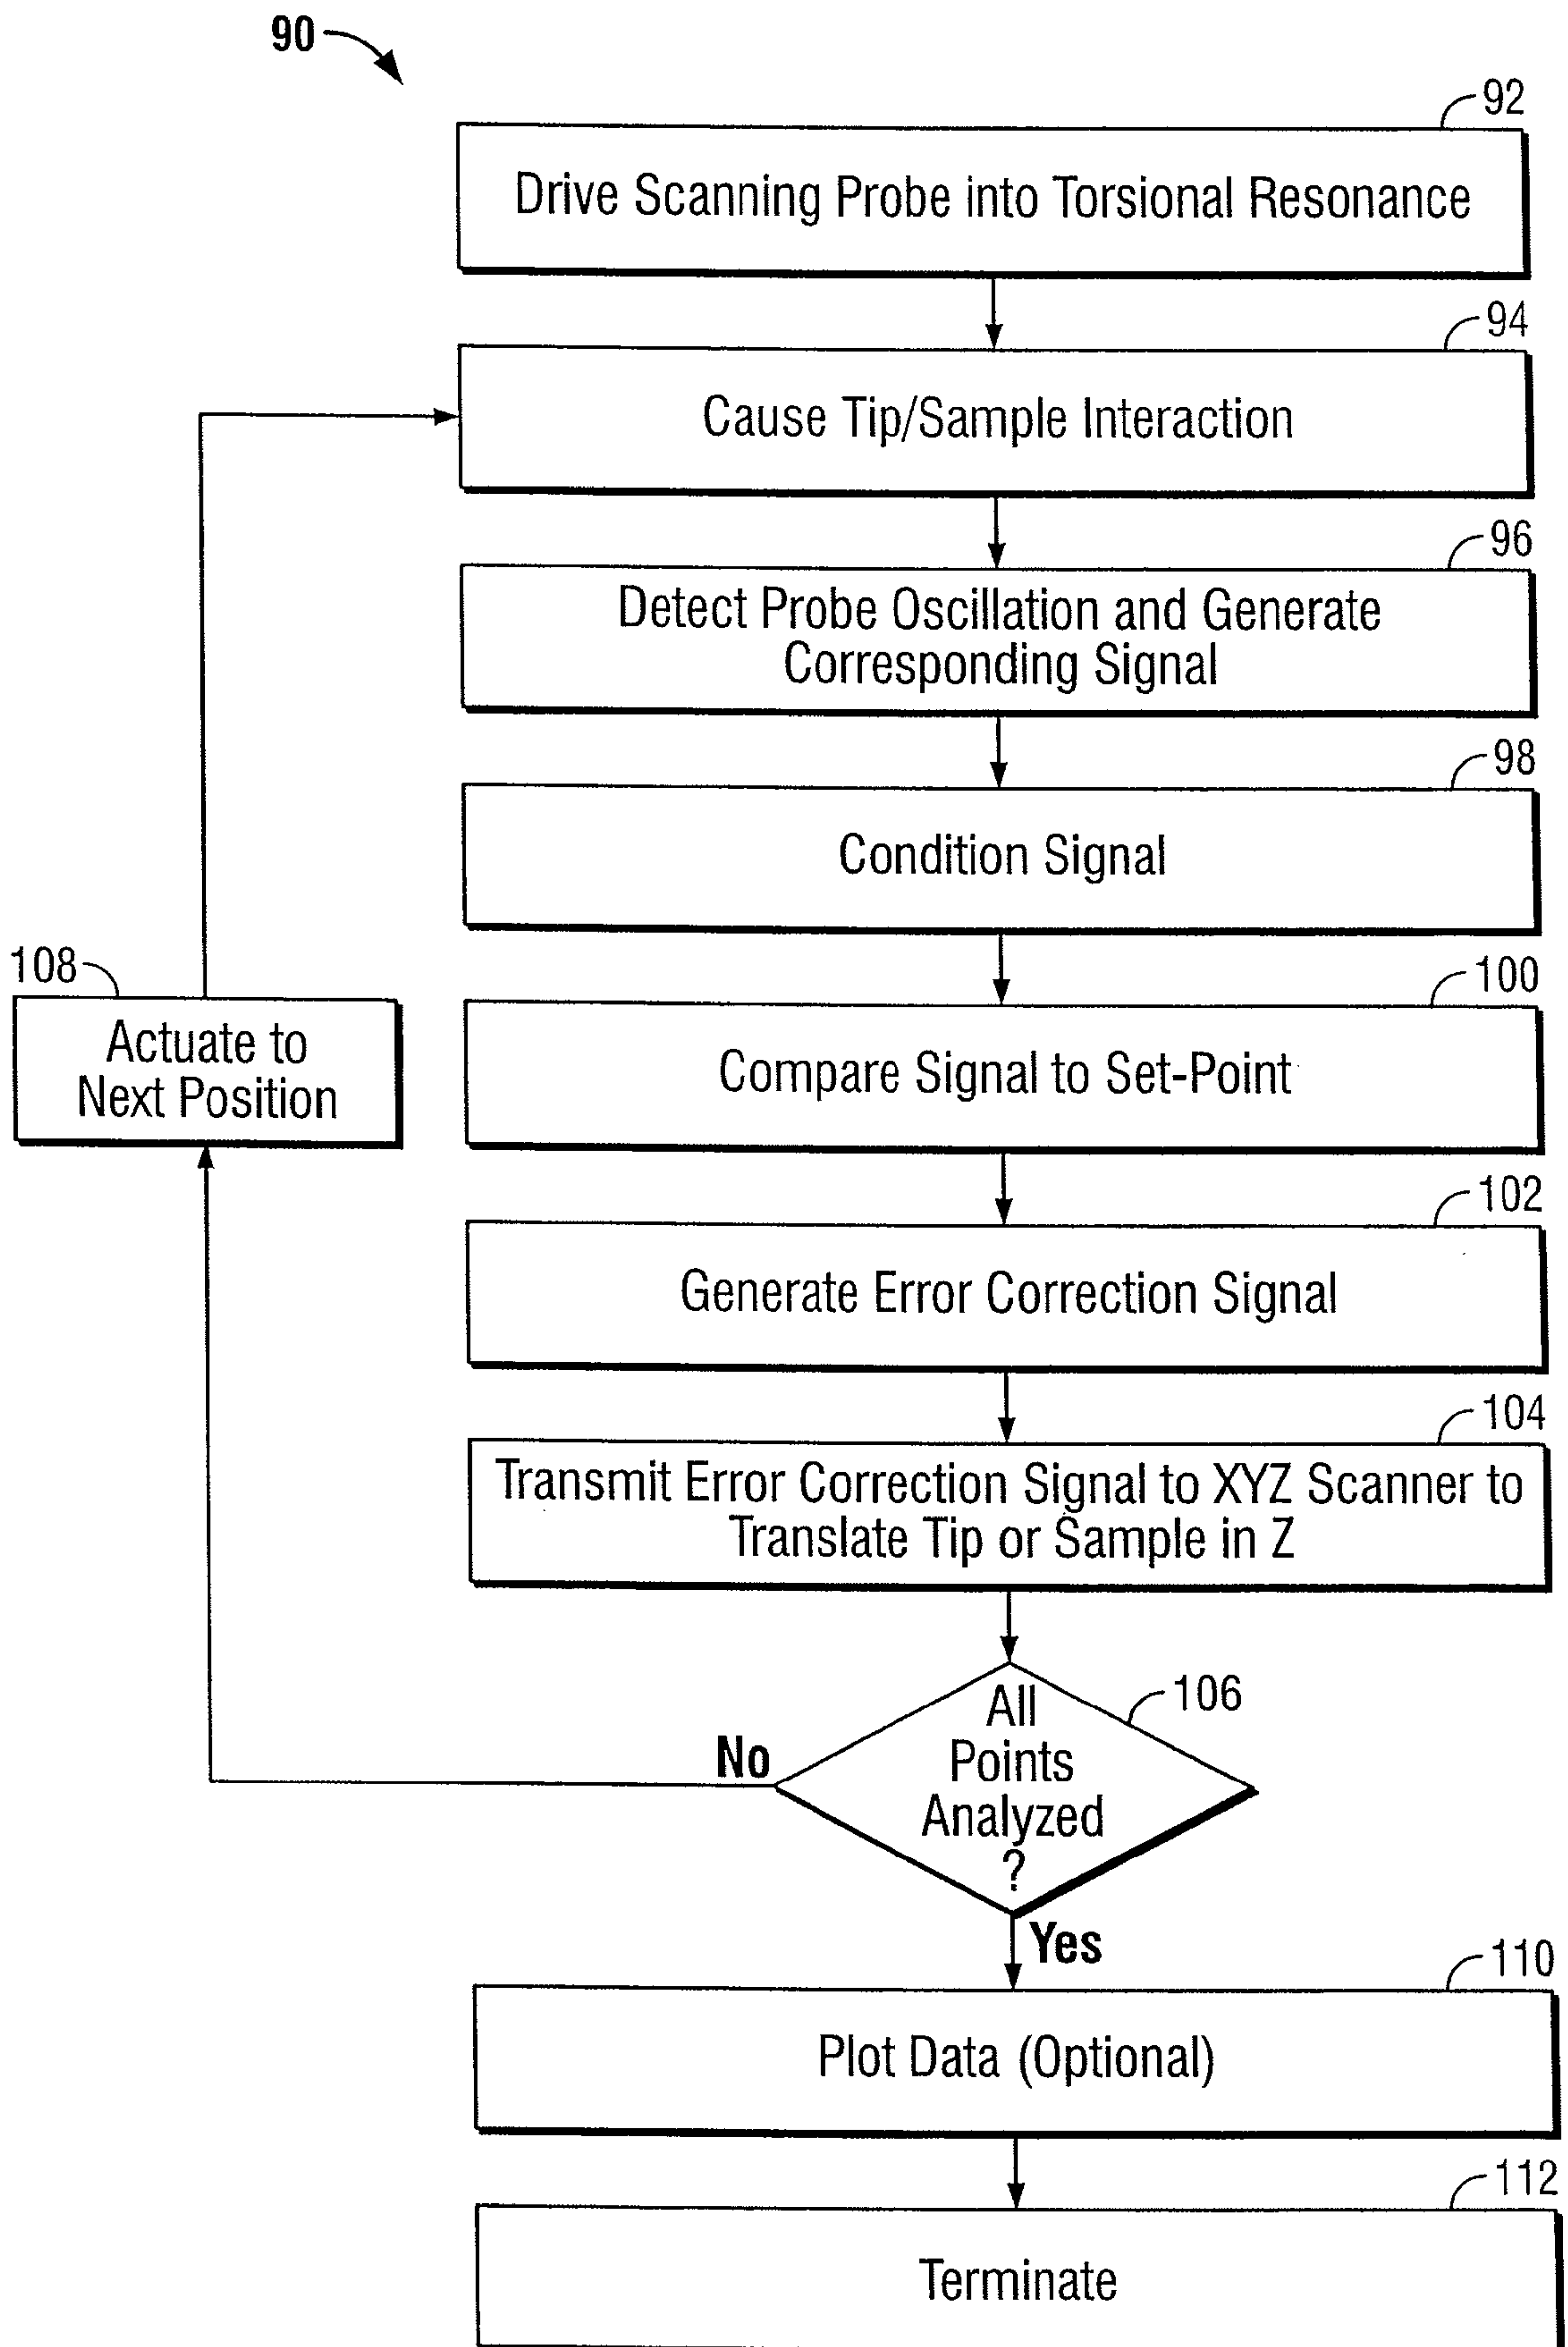 90
92
Drive Scanning Probe into Torsional Resonance
94
Cause Tip/Sample Interaction
96
Detect Probe Oscillation and Generate
Corresponding Signal
98
Condition Signal
108
Actuate to
Next Position
100
Compare Signal to Set-Point
102
Generate Error Correction Signal
104
Transmit Error Correction Signal to XYZ Scanner to
Translate Tip or Sample in Z
106
All
Points
Analyzed
?
No
Yes
110
Plot Data (Optional)
112
Terminate